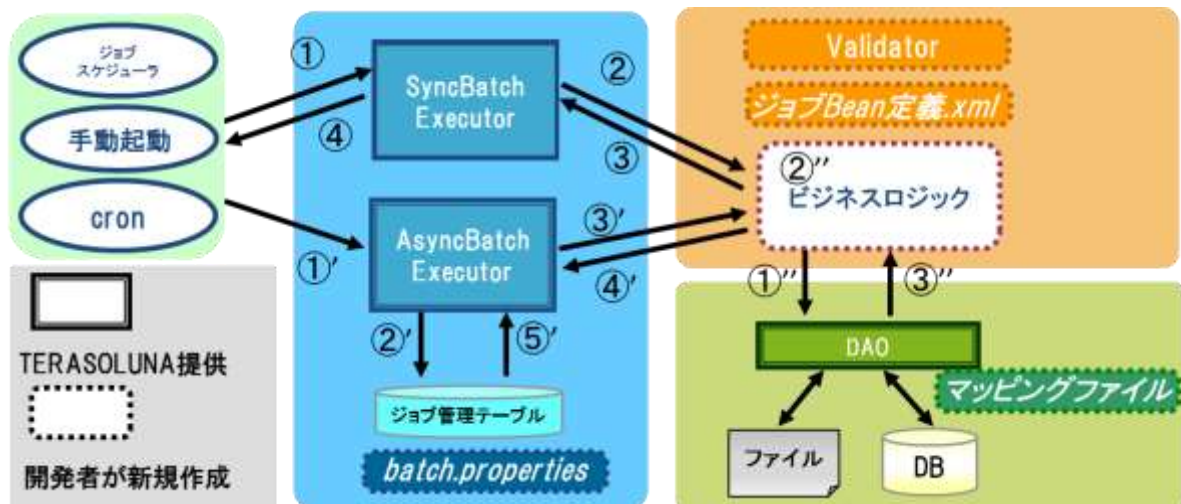 ジョブ
スケジューラ
手動起動
cron
TERASOLUNA提供
開発者が新規作成
①
④
①'
SyncBatch
Executor
AsyncBatch
Executor
②'
⑤'
ジョブ管理テーブル
batch.properties
②
③
③'
④'
Validator
ジョブBean定義.xml
②''
ビジネスロジック
①''
③''
DAO
マッピングファイル
ファイル
DB